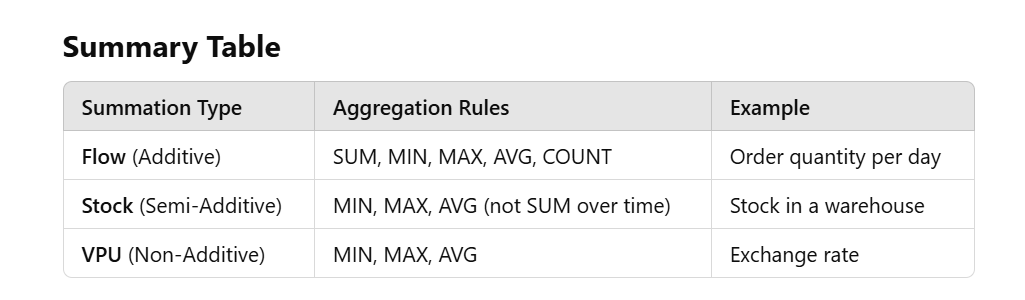 Summary Table
Summation Type Aggregation Rules Example
Flow (Additive) SUM, MIN, MAX, AVG, COUNT Order quantity per day
Stock (Semi-Additive) MIN, MAX, AVG (not SUM over time) Stock in a warehouse
VPU (Non-Additive) MIN, MAX, AVG Exchange rate